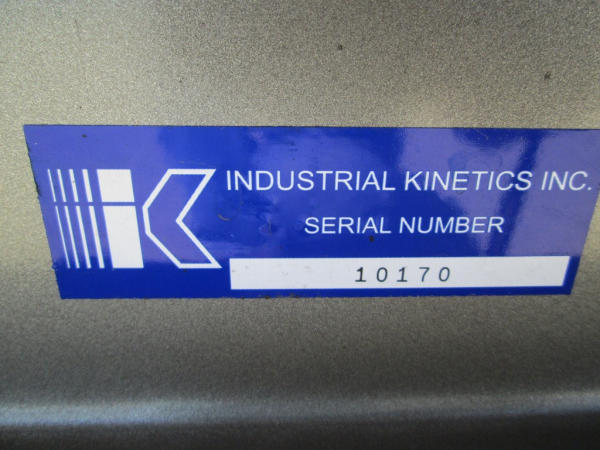 INDUSTRIAL KINETICS INC.
SERIAL NUMBER
10170